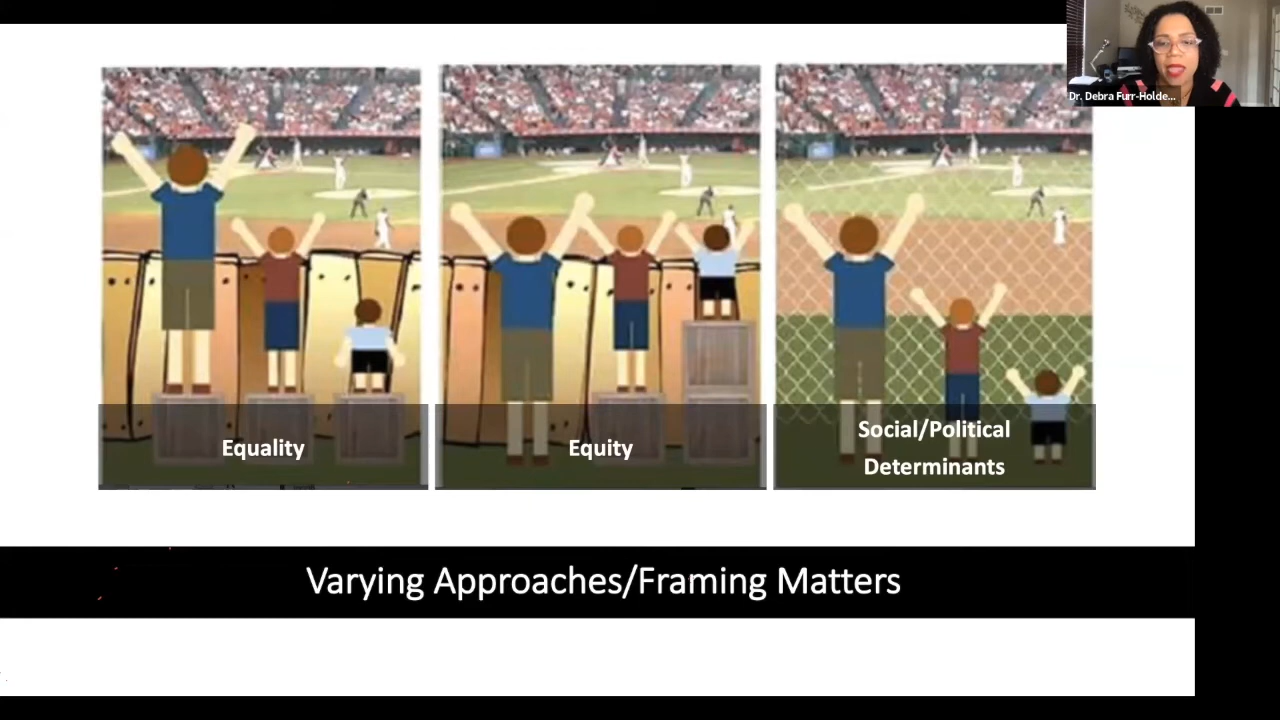 Dr. Debra Furr-Holde...
Equality
Equity
Social/Political
Determinants
Varying Approaches/Framing Matters